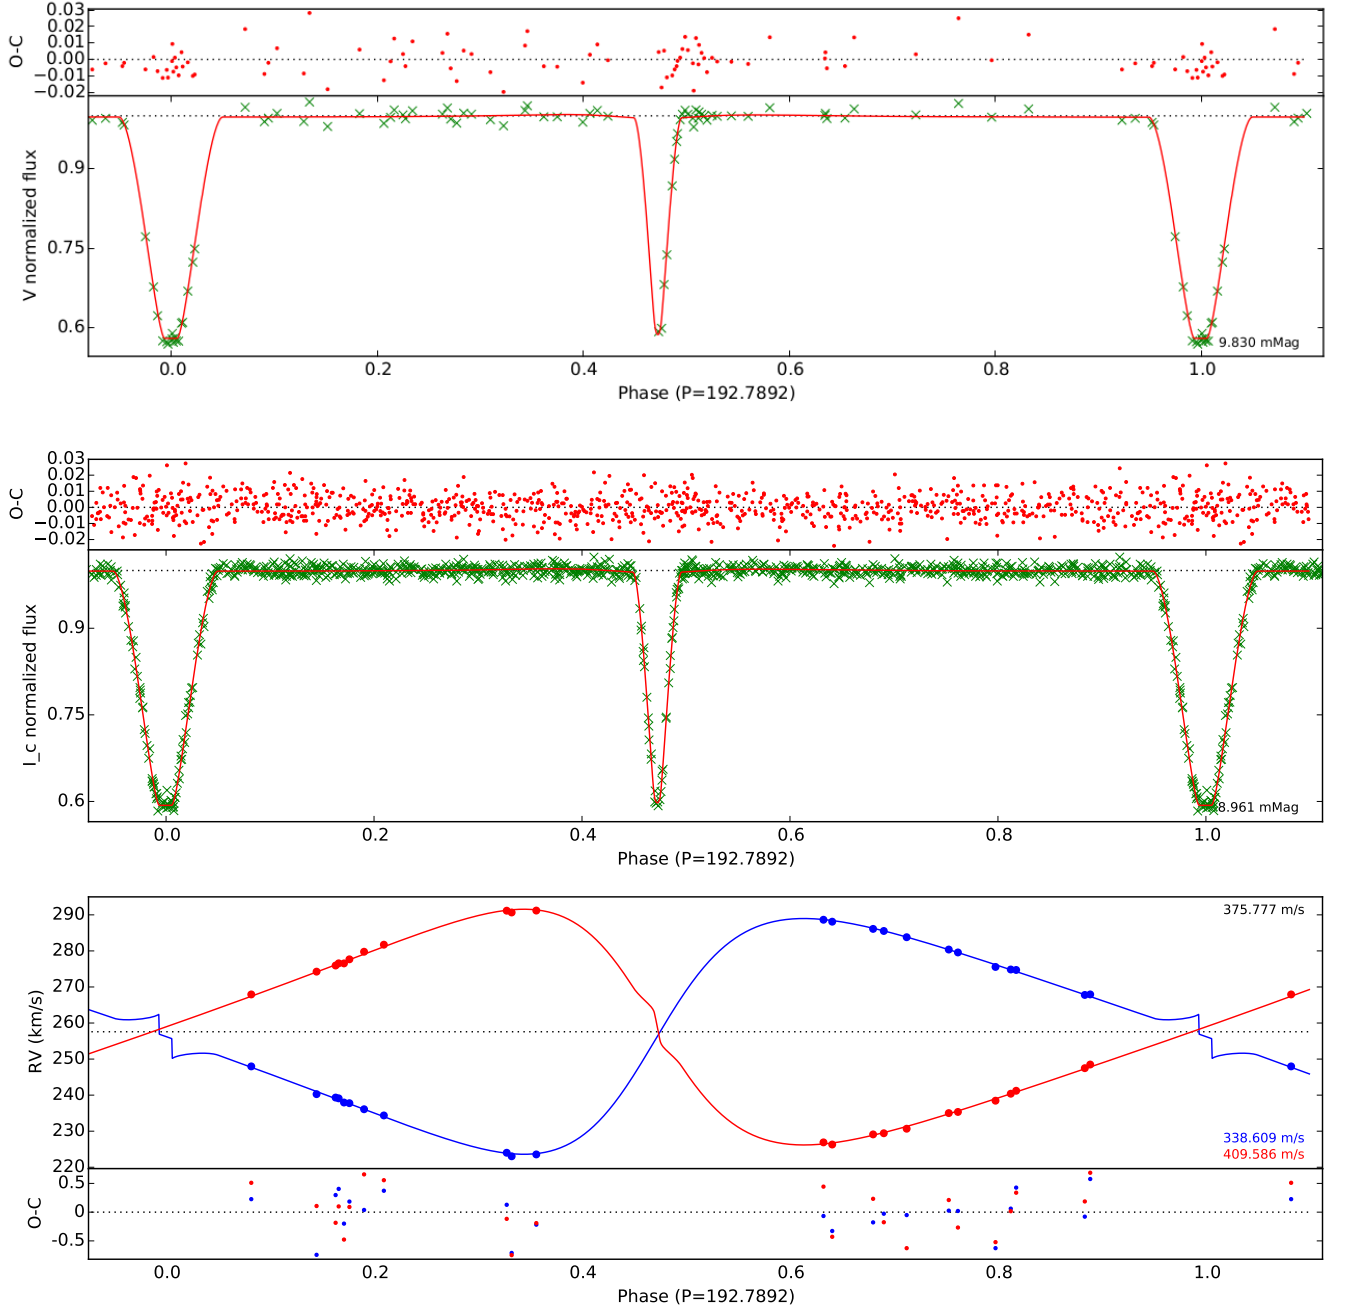 0.03
0.02
0.01
0.00
−0.01
−0.02
O-C
0.9
0.75
0.6
V normalized flux
9.830 mMag
0.0 0.2 0.4 0.6 0.8 1.0
Phase (P=192.7892)
0.03
0.02
0.01
0.00
−0.01
−0.02
O-C
0.9
0.75
0.6
I_c normalized flux
8.961 mMag
0.0 0.2 0.4 0.6 0.8 1.0
Phase (P=192.7892)
290
280
270
260
250
240
230
220
RV (km/s)
375.777 m/s
338.609 m/s
409.586 m/s
0.5
0
-0.5
O-C
0.0 0.2 0.4 0.6 0.8 1.0
Phase (P=192.7892)